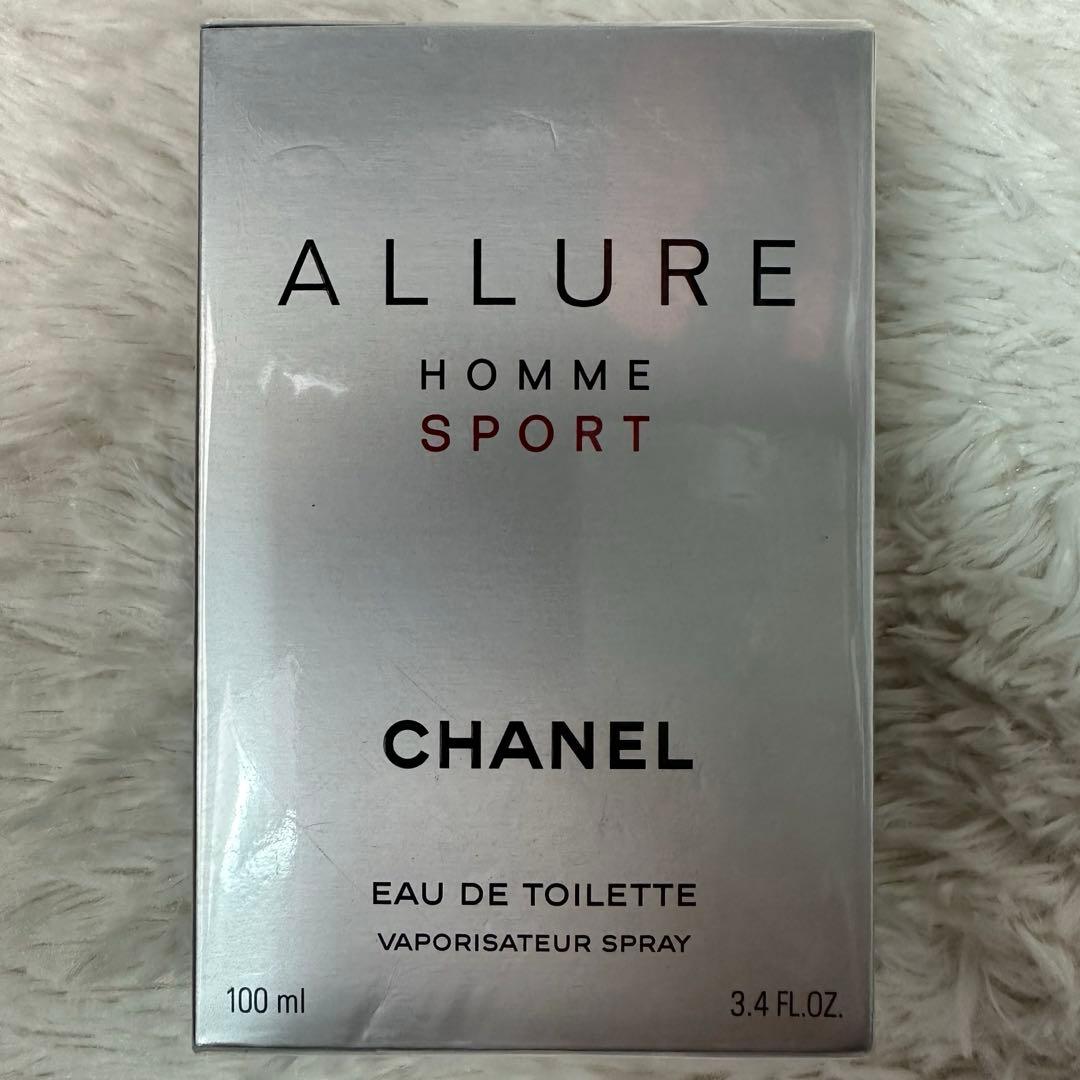 ALLURE
HOMME
SPORT
CHANEL
EAU DE TOILETTE
VAPORISATEUR SPRAY
100 ml
3.4 FL.OZ.